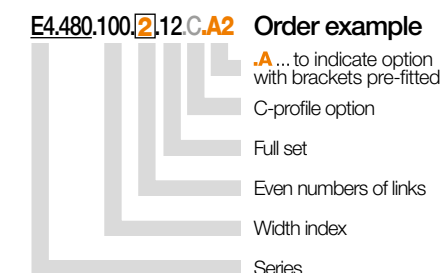 E4.480.100.2.12.C.A2 Order example
.A ... to indicate option
with brackets pre-fitted
C-profile option
Full set
Even numbers of links
Width index
Series